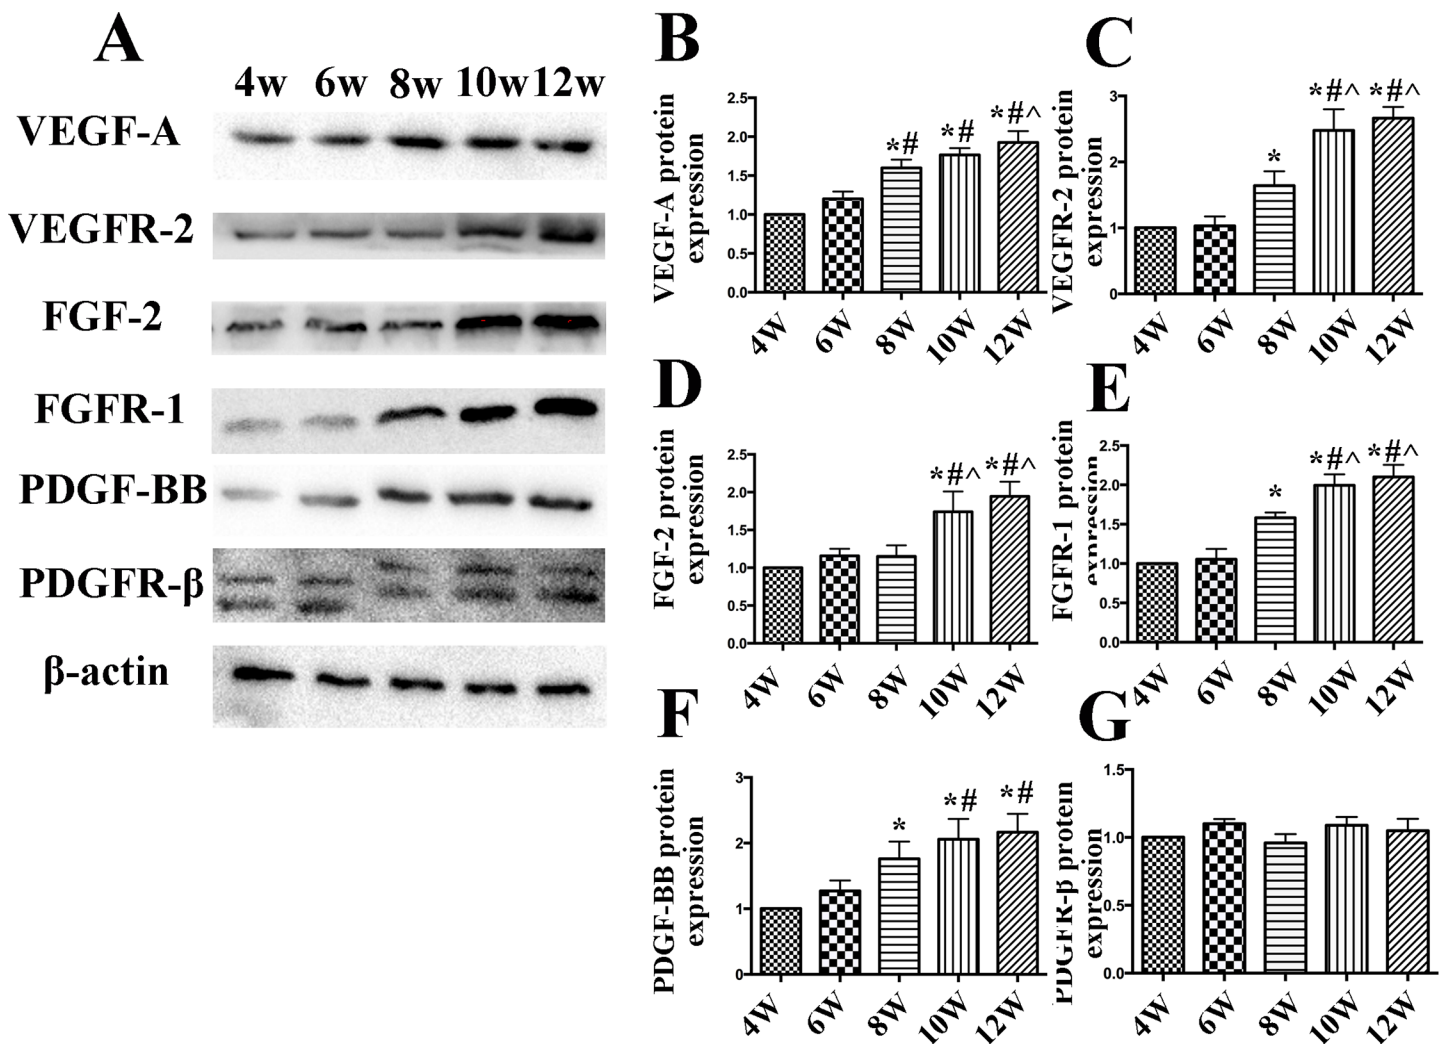 A
4w 6w 8w 10w 12w
VEGF-A
VEGFR-2
FGF-2
FGFR-1
PDGF-BB
PDGFR-β
β-actin
B
VEGF-A protein
expression
2.5
2.0
1.5
1.0
0.5
0.0
*# *# *#^
4W 6W 8W 10W 12W
C
VEGFR-2 protein
expression
3
2
1
0
* *#^ *#^
4W 6W 8W 10W 12W
D
FGF-2 protein
expression
2.5
2.0
1.5
1.0
0.5
0.0
*#^ *#^
4W 6W 8W 10W 12W
E
FGFR-1 protein
expression
2.5
2.0
1.5
1.0
0.5
0.0
* *#^ *#^
4W 6W 8W 10W 12W
F
PDGF-BB protein
expression
3
2
1
0
* *# *#
4W 6W 8W 10W 12W
G
PDGFR-β protein
expression
1.5
1.0
0.5
0.0
4W 6W 8W 10W 12W